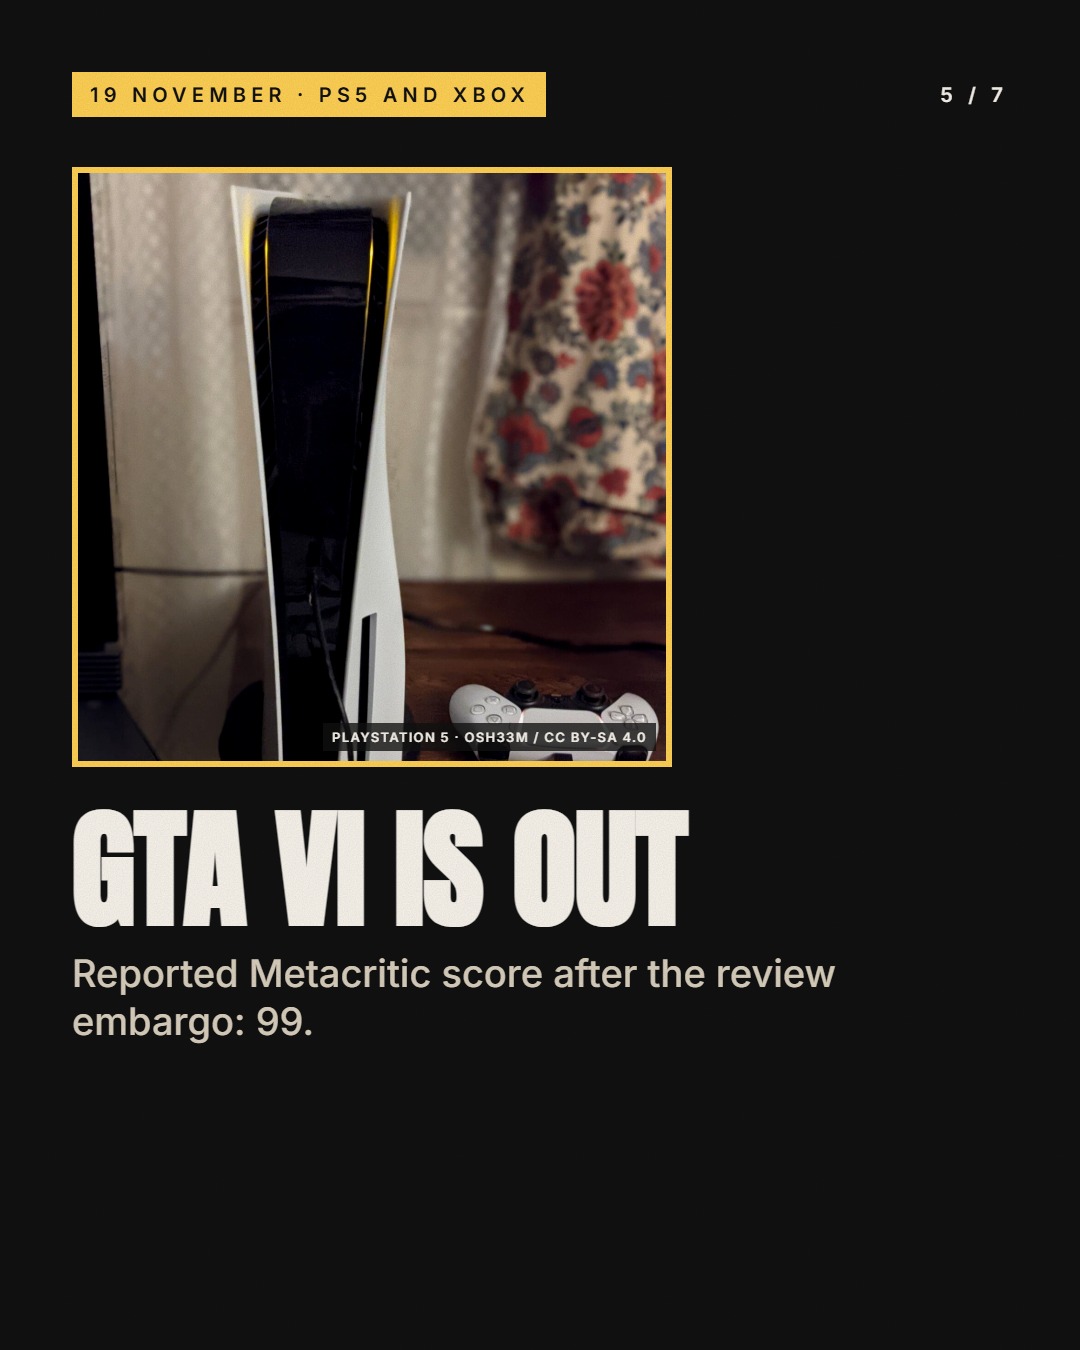 19 NOVEMBER · PS5 AND XBOX
5 / 7
PLAYSTATION 5 · OSH33M / CC BY-SA 4.0
GTA VI IS OUT
Reported Metacritic score after the review
embargo: 99.